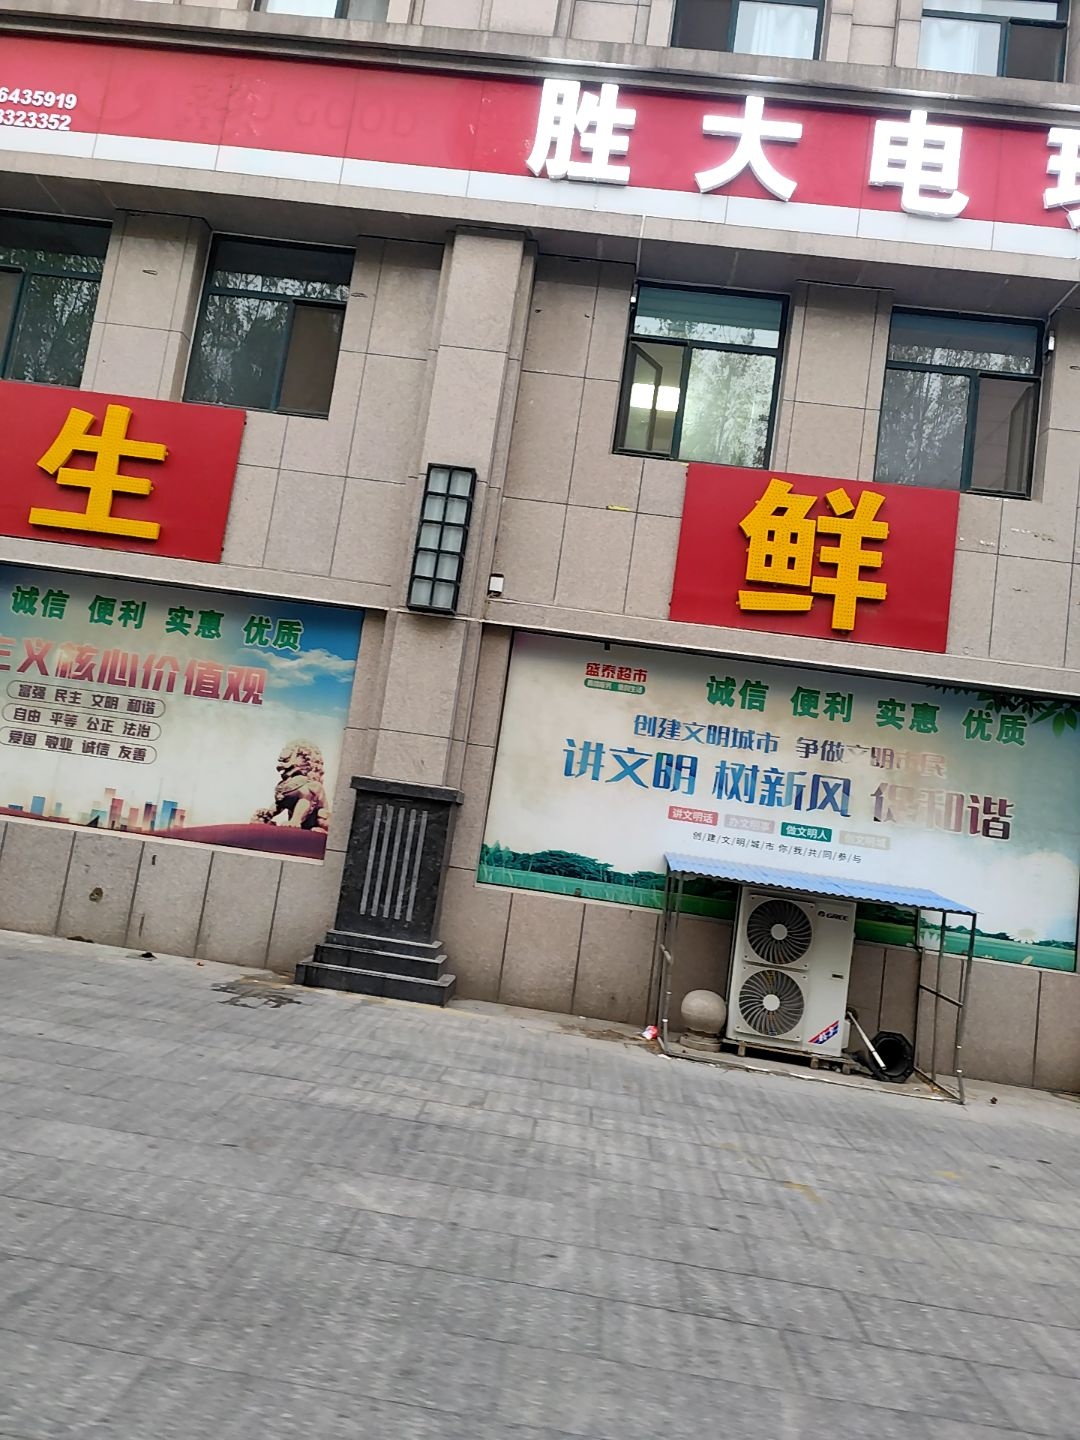 6435919
8323352
胜大电
生
鲜
诚信 便利 实惠 优质
主义核心价值观
富强 民主 文明 和谐
自由 平等 公正 法治
爱国 敬业 诚信 友善
盛泰超市
诚信 便利 实惠 优质
创建文明城市 争做文明市民
讲文明 树新风 促和谐
讲文明话 办文明事 做文明人
创/建/文/明/城/市 你/我/共/同/参/与
GREE